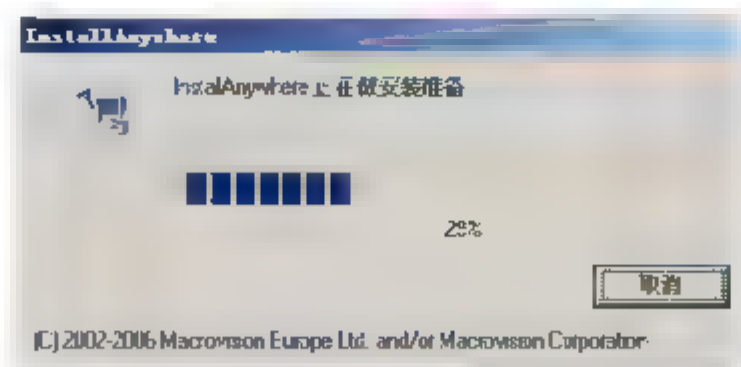 InstallAnywhere
InstallAnywhere 正在做安装准备
29%
取消
(C) 2002-2006 Macrovision Europe Ltd. and/or Macrovision Corporation